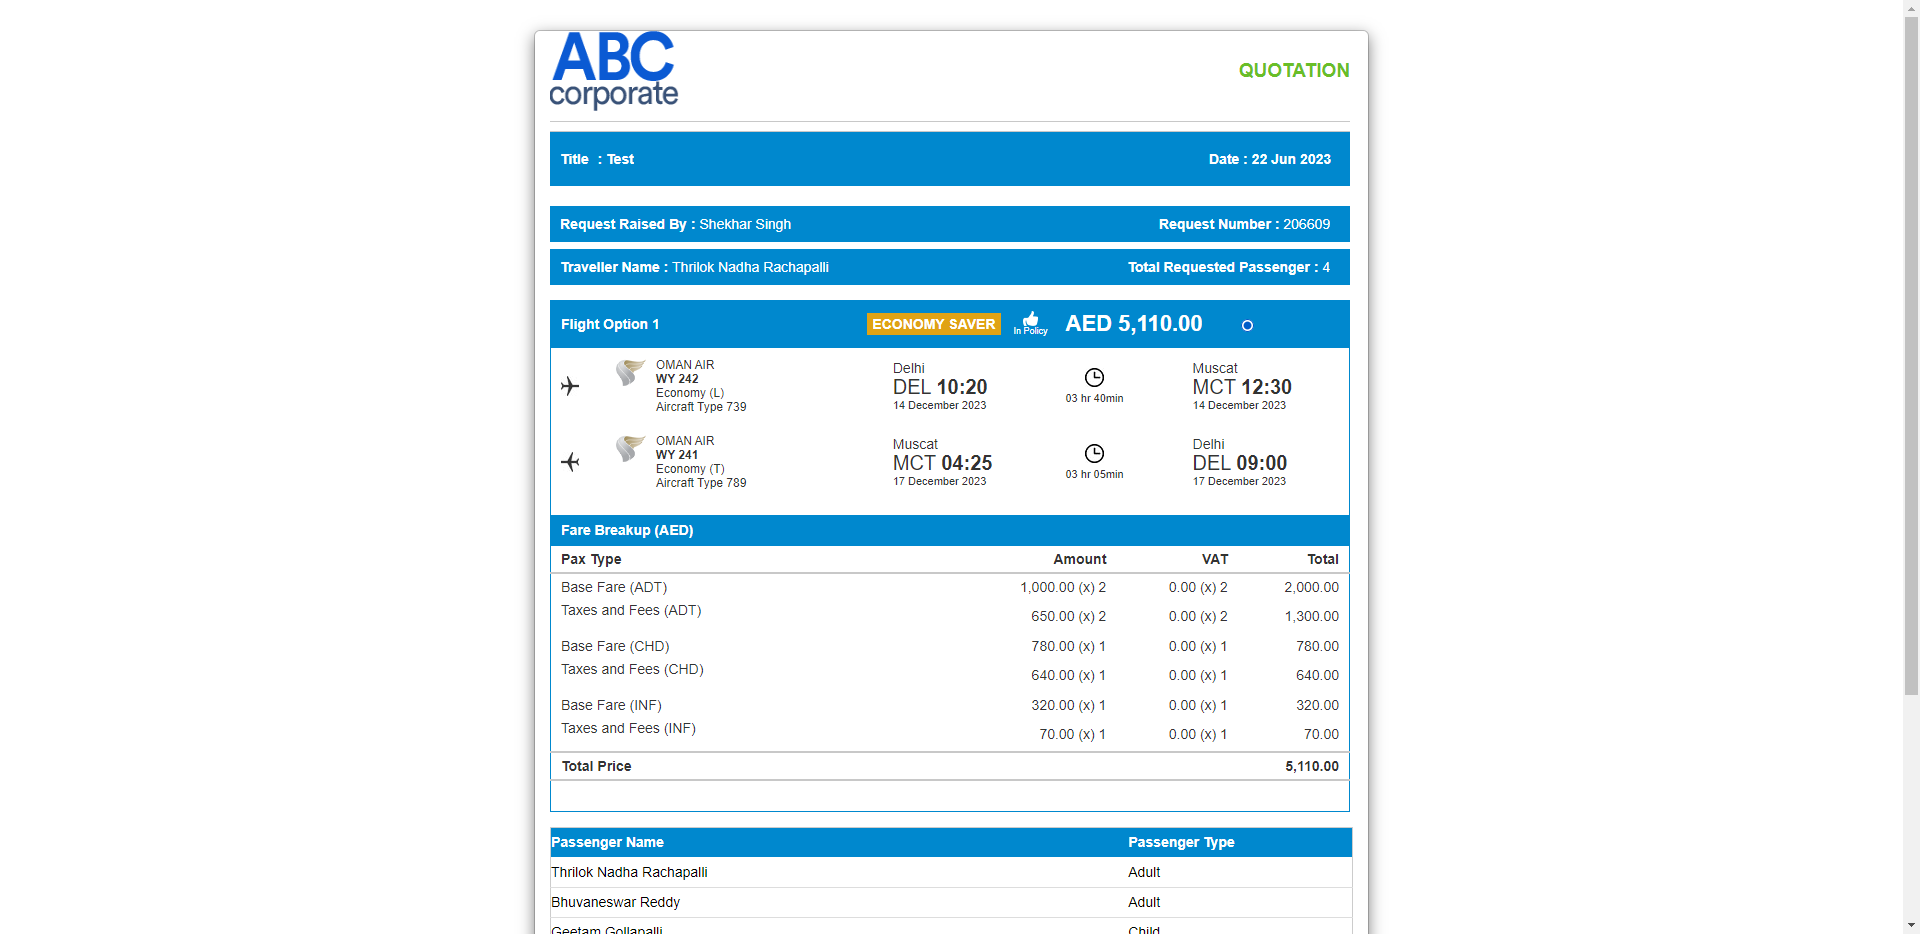 ABC
corporate
QUOTATION
Title : Test
Date : 22 Jun 2023
Request Raised By : Shekhar Singh
Request Number : 206609
Traveller Name : Thrilok Nadha Rachapalli
Total Requested Passenger : 4
Flight Option 1
ECONOMY SAVER
In Policy
AED 5,110.00
OMAN AIR
WY 242
Economy (L)
Aircraft Type 739
Delhi
DEL 10:20
14 December 2023
03 hr 40min
Muscat
MCT 12:30
14 December 2023
OMAN AIR
WY 241
Economy (T)
Aircraft Type 789
Muscat
MCT 04:25
17 December 2023
03 hr 05min
Delhi
DEL 09:00
17 December 2023
Fare Breakup (AED)
Pax Type Amount VAT Total
Base Fare (ADT) 1,000.00 (x) 2 0.00 (x) 2 2,000.00
Taxes and Fees (ADT) 650.00 (x) 2 0.00 (x) 2 1,300.00
Base Fare (CHD) 780.00 (x) 1 0.00 (x) 1 780.00
Taxes and Fees (CHD) 640.00 (x) 1 0.00 (x) 1 640.00
Base Fare (INF) 320.00 (x) 1 0.00 (x) 1 320.00
Taxes and Fees (INF) 70.00 (x) 1 0.00 (x) 1 70.00
Total Price 5,110.00
Passenger Name Passenger Type
Thrilok Nadha Rachapalli Adult
Bhuvaneswar Reddy Adult
Geetam Gollapalli Child